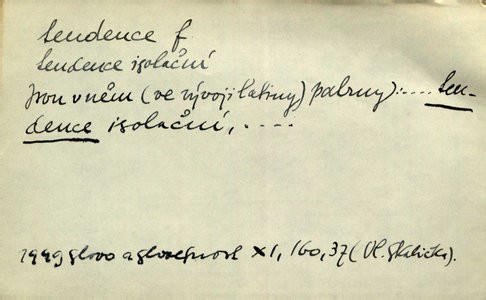 tendence f
tendence isolační
Jsou v něm (ve vývoji latiny) patrny: .... ten-
dence isolační, ....
1949 Slovo a slovesnost XI, 160, 37 (Vl. Skalička).